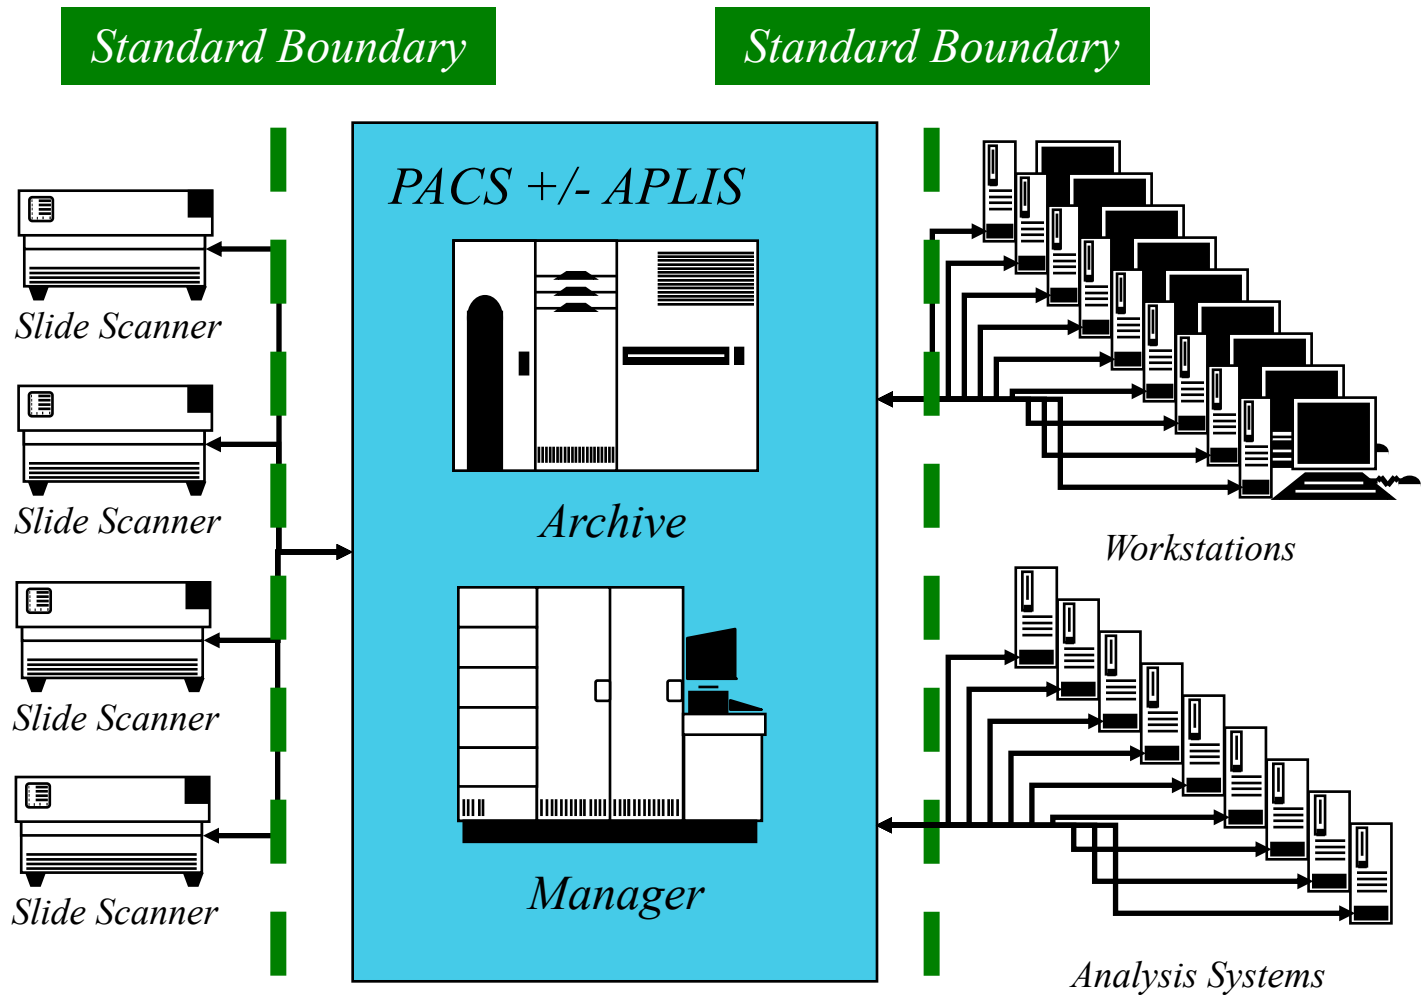 Standard Boundary
Standard Boundary
PACS +/- APLIS
Slide Scanner
Slide Scanner
Archive
Workstations
Slide Scanner
Manager
Slide Scanner
Analysis Systems